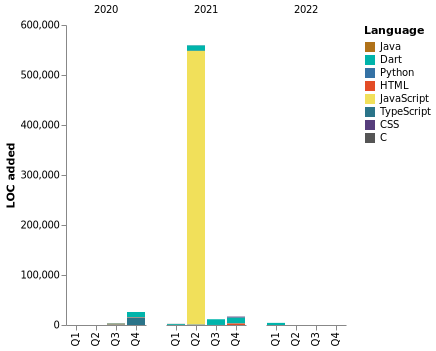 2020 2021 2022
600,000
500,000
400,000
300,000
200,000
100,000
0
LOC added
Q1 Q2 Q3 Q4 Q1 Q2 Q3 Q4 Q1 Q2 Q3 Q4
Language
Java
Dart
Python
HTML
JavaScript
TypeScript
CSS
C